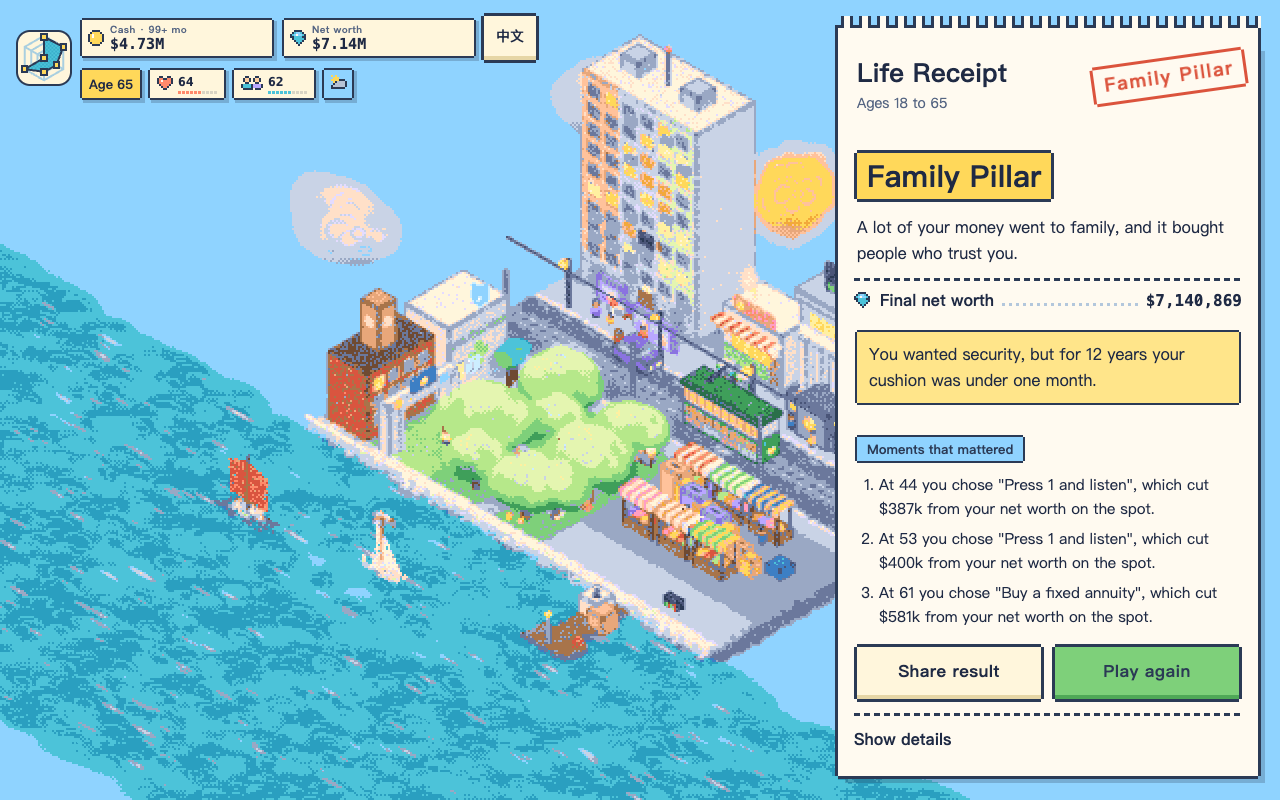 Cash · 99+ mo
$4.73M
Net worth
$7.14M
中文
Age 65
64
62
Life Receipt
Ages 18 to 65
Family Pillar
Family Pillar
A lot of your money went to family, and it bought
people who trust you.
Final net worth $7,140,869
You wanted security, but for 12 years your
cushion was under one month.
Moments that mattered
1. At 44 you chose "Press 1 and listen", which cut
$387k from your net worth on the spot.
2. At 53 you chose "Press 1 and listen", which cut
$400k from your net worth on the spot.
3. At 61 you chose "Buy a fixed annuity", which cut
$581k from your net worth on the spot.
Share result
Play again
Show details